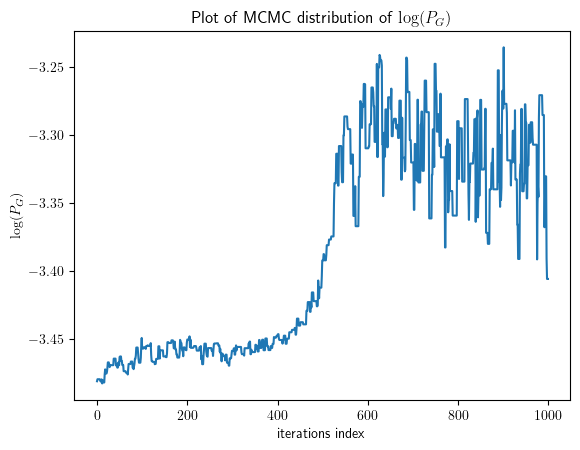 Plot of MCMC distribution of log(P_G)
−3.25
−3.30
−3.35
−3.40
−3.45
log(P_G)
0 200 400 600 800 1000
iterations index